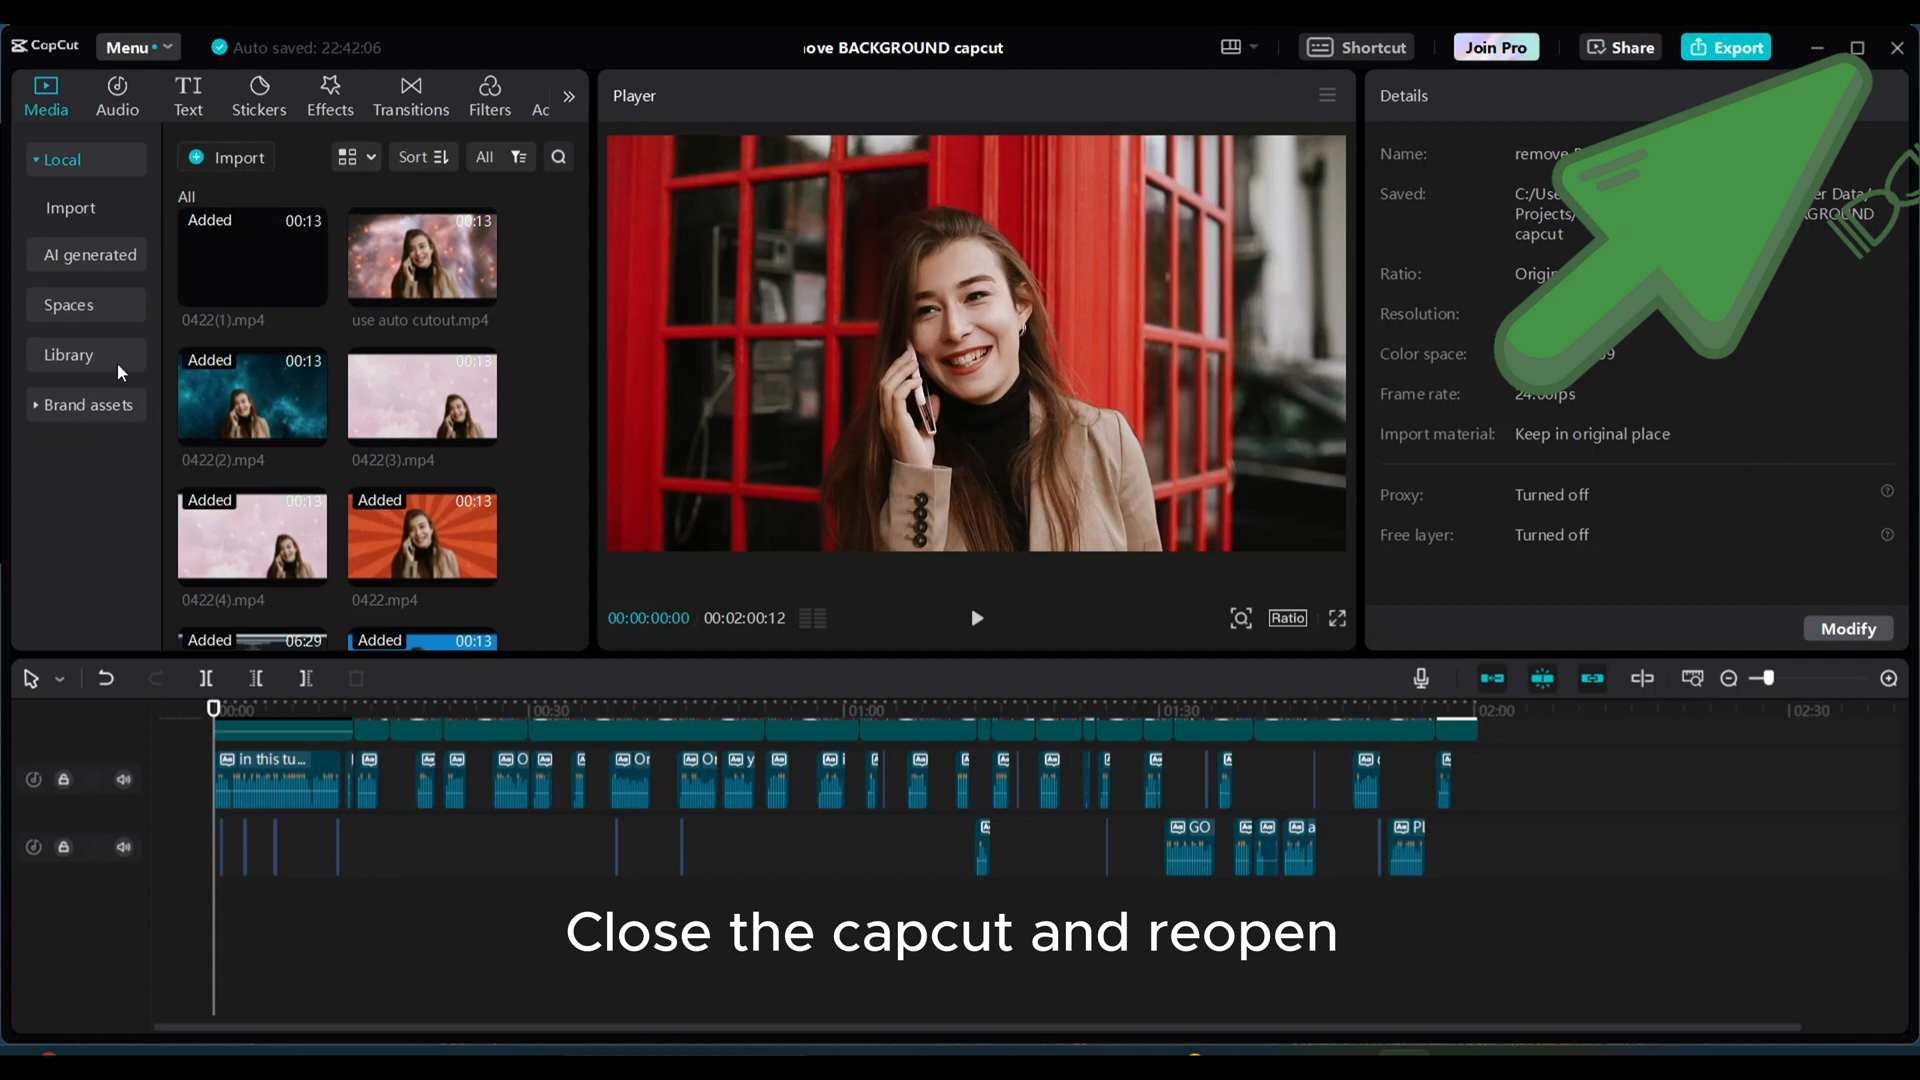 CapCut
Menu
Auto saved: 22:42:06
ove BACKGROUND capcut
Shortcut
Join Pro
Share
Export
Media
Audio
Text
Stickers
Effects
Transitions
Filters
Local
Import
AI generated
Spaces
Library
Brand assets
Import
Sort
All
All
Added 00:13
00:13
0422(1).mp4
use auto cutout.mp4
Added 00:13
00:13
0422(2).mp4
0422(3).mp4
Added 00:13
Added 00:13
0422(4).mp4
0422.mp4
Added 06:29
Added 00:13
Player
00:00:00:00
00:02:00:12
Ratio
Details
Name: remove
Saved:
Projects/
capcut
Ratio:
Resolution:
Color space:
Frame rate: 24.00fps
Import material: Keep in original place
Proxy: Turned off
Free layer: Turned off
Modify
00:00
00:30
01:00
01:30
02:00
02:30
in this tu...
GO
Close the capcut and reopen